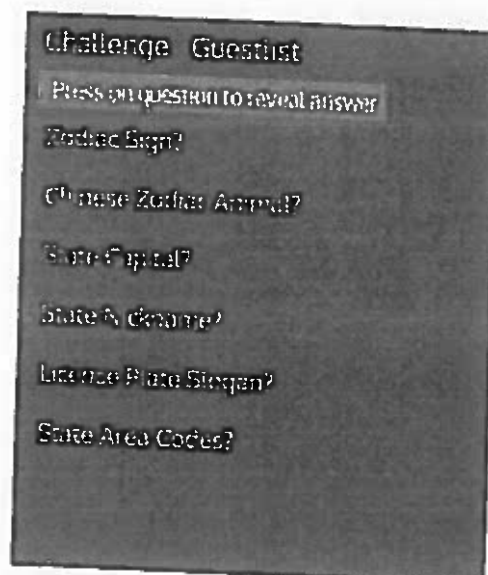 Challenge Guestlist
Press on question to reveal answer
Zodiac Sign?
Chinese Zodiac Animal?
State Capital?
State Nickname?
License Plate Slogan?
State Area Codes?